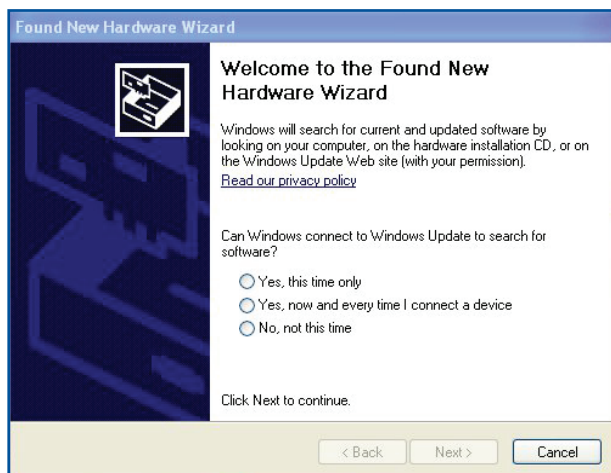 Found New Hardware Wizard
Welcome to the Found New
Hardware Wizard
Windows will search for current and updated software by
looking on your computer, on the hardware installation CD, or on
the Windows Update Web site (with your permission).
Read our privacy policy
Can Windows connect to Windows Update to search for
software?
Yes, this time only
Yes, now and every time I connect a device
No, not this time
Click Next to continue.
< Back Next > Cancel